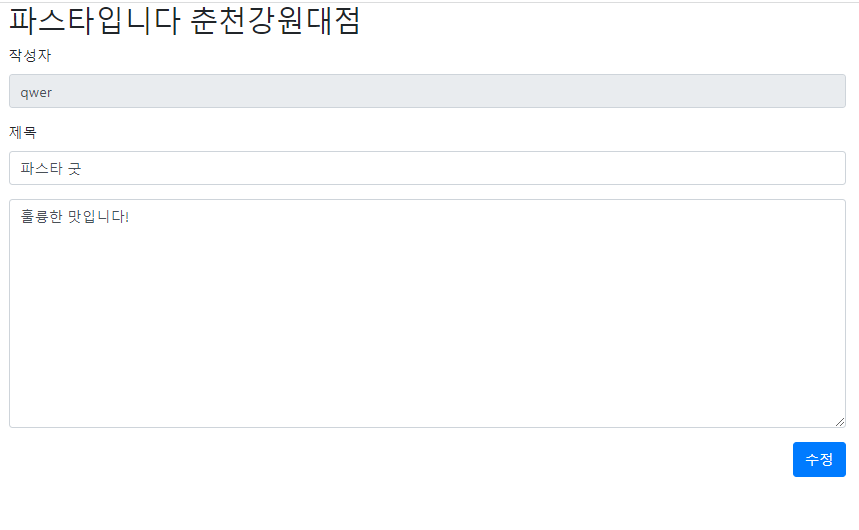 파스타입니다 춘천강원대점
작성자
qwer
제목
파스타 굿
훌륭한 맛입니다!
수정